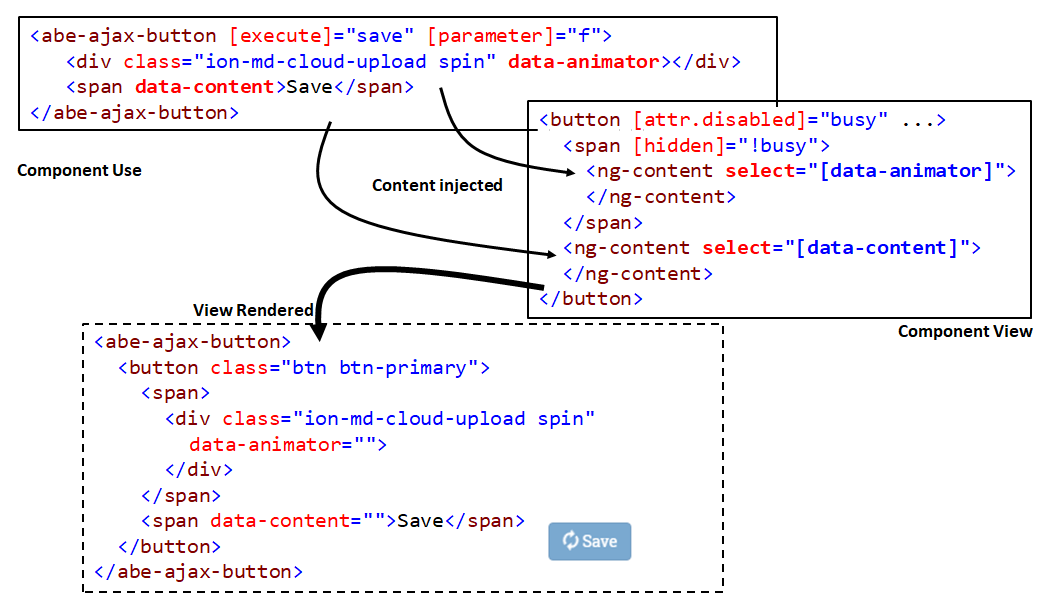 <abe-ajax-button [execute]="save" [parameter]="f">
<div class="ion-md-cloud-upload spin" data-animator></div>
<span data-content>Save</span>
</abe-ajax-button>
Component Use
<button [attr.disabled]="busy" ...>
<span [hidden]="!busy">
<ng-content select="[data-animator]">
</ng-content>
</span>
<ng-content select="[data-content]">
</ng-content>
</button>
Content injected
Component View
View Rendered
<abe-ajax-button>
<button class="btn btn-primary">
<span>
<div class="ion-md-cloud-upload spin"
data-animator="">
</div>
</span>
<span data-content="">Save</span>
</button>
</abe-ajax-button>
Save